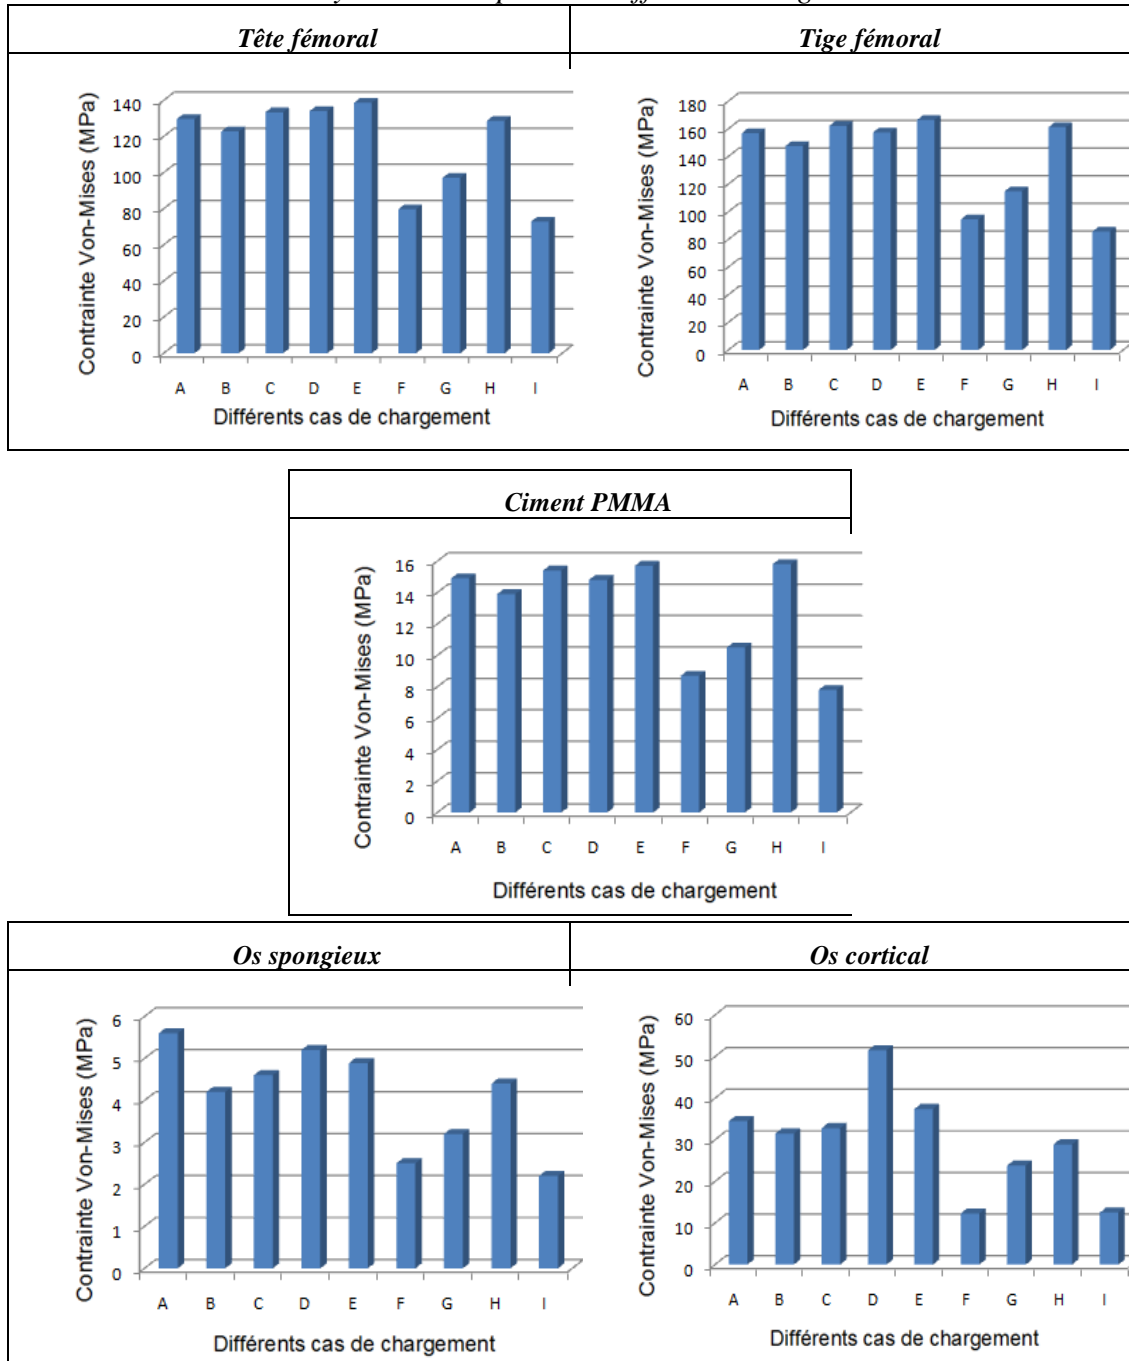 Tête fémoral
Tige fémoral
Contrainte Von-Mises (MPa)
140
120
100
80
60
40
20
0
A B C D E F G H I
Différents cas de chargement
Contrainte Von-Mises (MPa)
180
160
140
120
100
80
60
40
20
0
A B C D E F G H I
Différents cas de chargement
Ciment PMMA
Contrainte Von-Mises (MPa)
16
14
12
10
8
6
4
2
0
A B C D E F G H I
Différents cas de chargement
Os spongieux
Os cortical
Contrainte Von-Mises (MPa)
6
5
4
3
2
1
0
A B C D E F G H I
Différents cas de chargement
Contrainte Von-Mises (MPa)
60
50
40
30
20
10
0
A B C D E F G H I
Différents cas de chargement